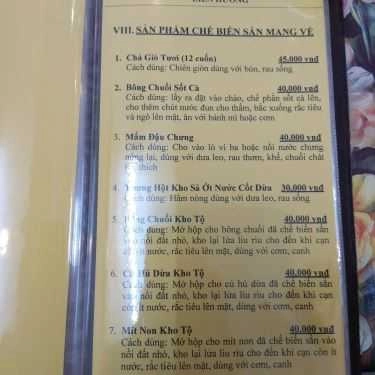 LIÊN HƯƠNG
VIII. SẢN PHẨM CHẾ BIẾN SẴN MANG VỀ
1. Chả Giò Tươi (12 cuốn) 45.000 vnđ
Cách dùng: Chiên giòn dùng với bún, rau sống
2. Bông Chuối Sốt Cà 40.000 vnđ
Cách dùng: lấy ra đặt vào chảo, chế phần sốt cà lên,
cho thêm chút nước đun cho thấm, bắc xuống rắc tiêu
và ngò lên mặt, ăn với bánh mì hoặc cơm
3. Mắm Đậu Chưng 40.000 vnđ
Cách dùng: Cho vào lò vi ba hoặc nồi nước chưng
nóng lại, dùng với dưa leo, rau thơm, khế, chuối chát
thích
4. Tương Hột Kho Sả Ớt Nước Cốt Dừa 30.000 vnđ
Cách dùng: Hâm nóng dùng với dưa leo, rau sống
5. Bông Chuối Kho Tộ 40.000 vnđ
Cách dùng: Mở hộp cho bông chuối đã chế biến sẵn
vào nồi đất nhỏ, kho lại lửa liu riu cho đến khi cạn
nước, rắc tiêu lên mặt, dùng với cơm, canh
6. Củ Hủ Dừa Kho Tộ 40.000 vnđ
Cách dùng: Mở hộp cho củ hủ dừa đã chế biến sẵn
vào nồi đất nhỏ, kho lại lửa liu riu cho đến khi cạn
ít nước, rắc tiêu lên mặt, dùng với cơm, canh
7. Mít Non Kho Tộ 40.000 vnđ
Cách dùng: Mở hộp cho mít non đã chế biến sẵn vào
nồi đất nhỏ, kho lại lửa liu riu cho đến khi cạn còn ít
nước, rắc tiêu lên mặt, dùng với cơm, canh